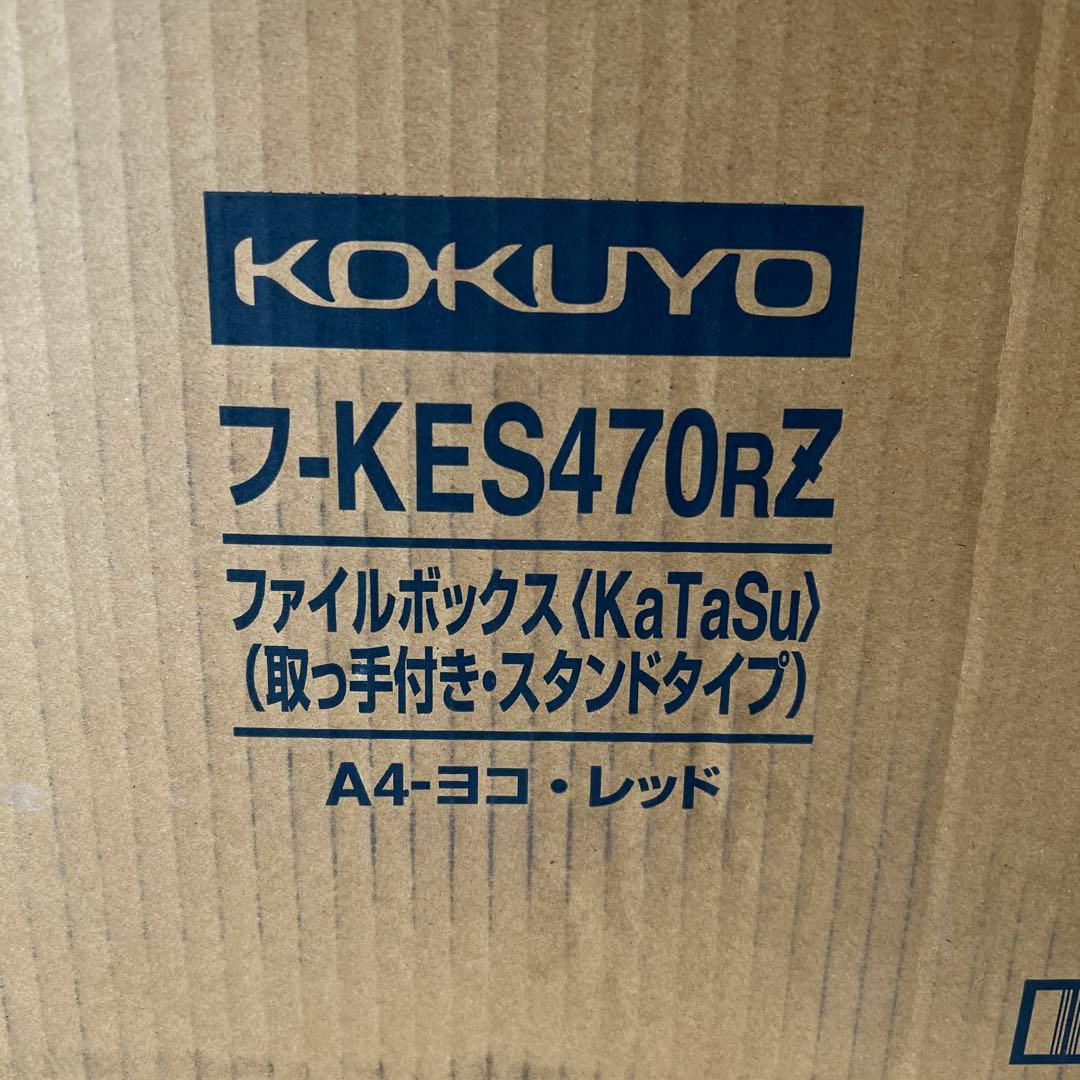 KOKUYO
フ-KES470RZ
ファイルボックス〈KaTaSu〉
(取っ手付き・スタンドタイプ)
A4-ヨコ・レッド